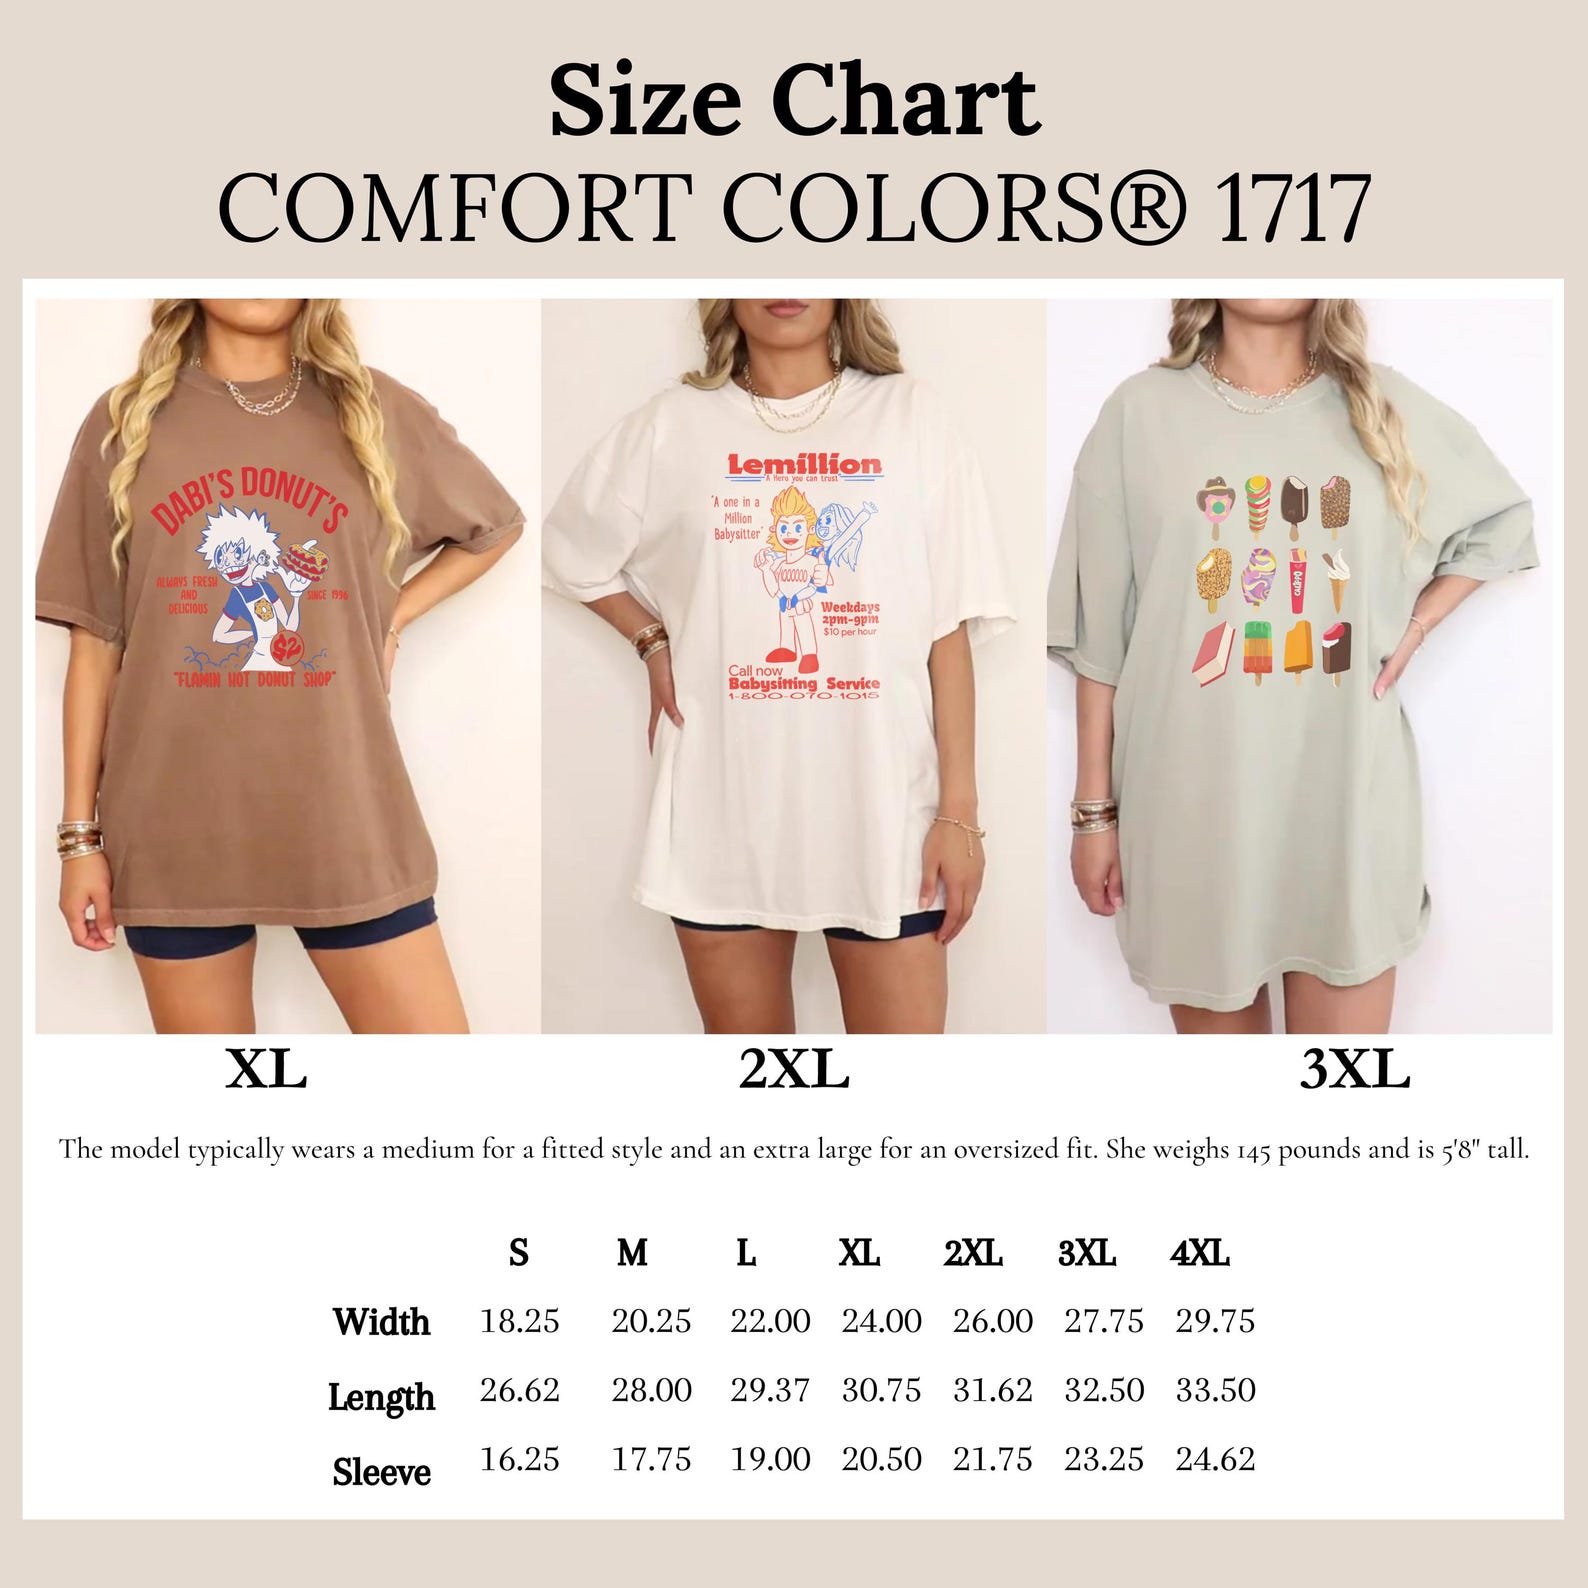 Size Chart
COMFORT COLORS® 1717
DABI'S DONUT'S
ALWAYS FRESH
AND
DELICIOUS
SINCE 1996
$2
"FLAMIN HOT DONUT SHOP"
Lemillion
"A Hero you can trust"
"A one in a
Million
Babysitter"
1000000
Weekdays
2pm-9pm
$10 per hour
Call now
Babysitting Service
1-800-070-1015
CALIPPO
XL 2XL 3XL
The model typically wears a medium for a fitted style and an extra large for an oversized fit. She weighs 145 pounds and is 5'8" tall.
S M L XL 2XL 3XL 4XL
Width 18.25 20.25 22.00 24.00 26.00 27.75 29.75
Length 26.62 28.00 29.37 30.75 31.62 32.50 33.50
Sleeve 16.25 17.75 19.00 20.50 21.75 23.25 24.62